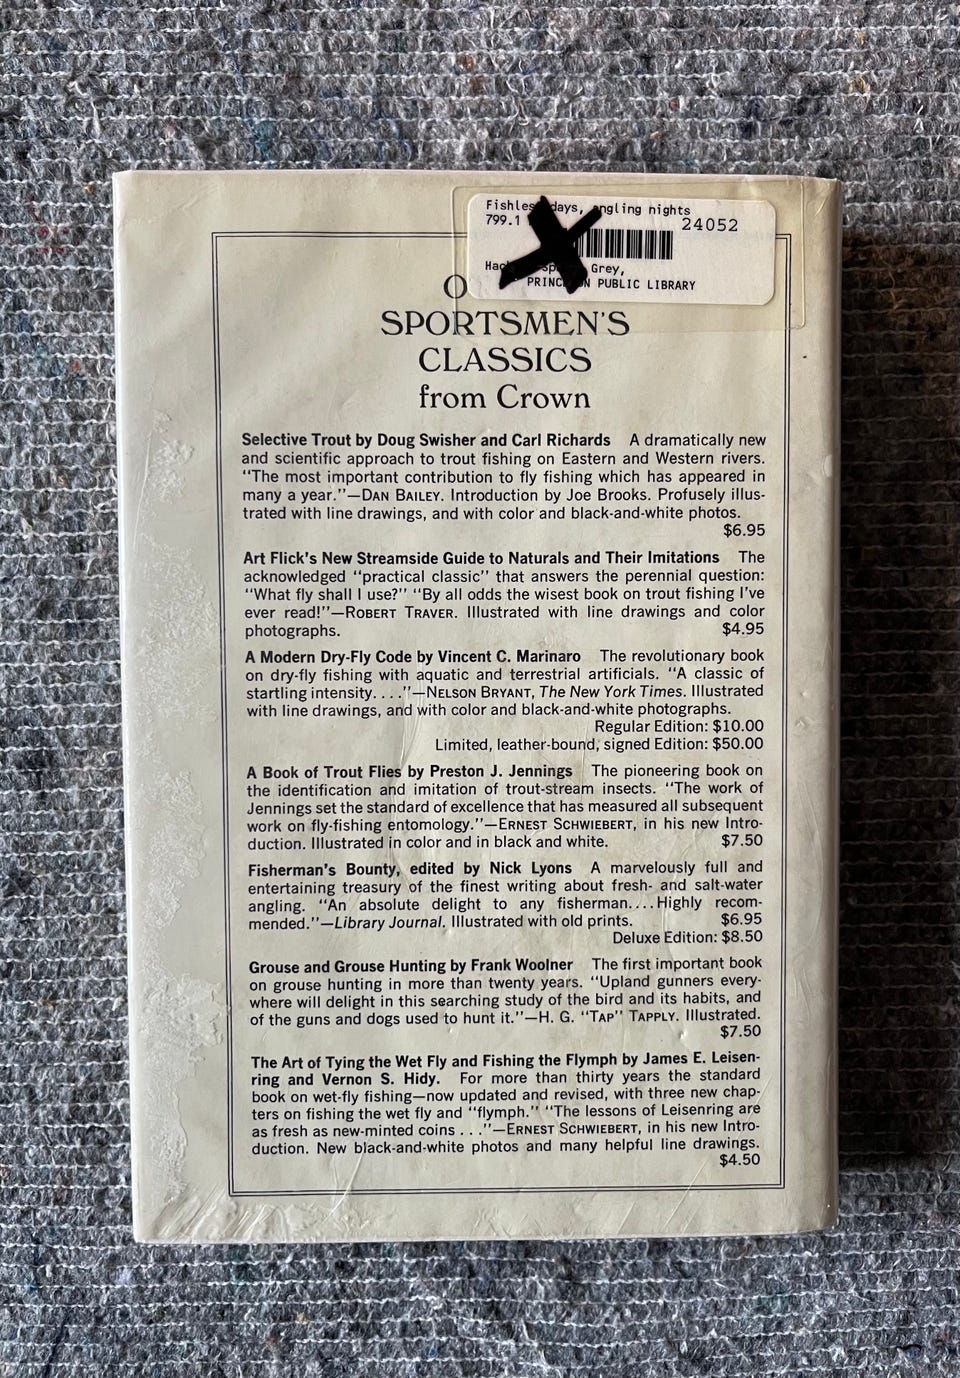 Fishless days, angling nights
799.1
24052
Grey,
PUBLIC LIBRARY
SPORTSMEN'S
CLASSICS
from Crown
Selective Trout by Doug Swisher and Carl Richards A dramatically new
and scientific approach to trout fishing on Eastern and Western rivers.
“The most important contribution to fly fishing which has appeared in
many a year.”—DAN BAILEY. Introduction by Joe Brooks. Profusely illus-
trated with line drawings, and with color and black-and-white photos.
$6.95
Art Flick's New Streamside Guide to Naturals and Their Imitations The
acknowledged “practical classic” that answers the perennial question:
“What fly shall I use?” “By all odds the wisest book on trout fishing I've
ever read!”—ROBERT TRAVER. Illustrated with line drawings and color
photographs. $4.95
A Modern Dry-Fly Code by Vincent C. Marinaro The revolutionary book
on dry-fly fishing with aquatic and terrestrial artificials. “A classic of
startling intensity. . . .”—NELSON BRYANT, The New York Times. Illustrated
with line drawings, and with color and black-and-white photographs.
Regular Edition: $10.00
Limited, leather-bound, signed Edition: $50.00
A Book of Trout Flies by Preston J. Jennings The pioneering book on
the identification and imitation of trout-stream insects. “The work of
Jennings set the standard of excellence that has measured all subsequent
work on fly-fishing entomology.”—ERNEST SCHWIEBERT, in his new Intro-
duction. Illustrated in color and in black and white. $7.50
Fisherman's Bounty, edited by Nick Lyons A marvelously full and
entertaining treasury of the finest writing about fresh- and salt-water
angling. “An absolute delight to any fisherman. . . . Highly recom-
mended.”—Library Journal. Illustrated with old prints. $6.95
Deluxe Edition: $8.50
Grouse and Grouse Hunting by Frank Woolner The first important book
on grouse hunting in more than twenty years. “Upland gunners every-
where will delight in this searching study of the bird and its habits, and
of the guns and dogs used to hunt it.”—H. G. “TAP” TAPPLY. Illustrated.
$7.50
The Art of Tying the Wet Fly and Fishing the Flymph by James E. Leisen-
ring and Vernon S. Hidy. For more than thirty years the standard
book on wet-fly fishing—now updated and revised, with three new chap-
ters on fishing the wet fly and “flymph.” “The lessons of Leisenring are
as fresh as new-minted coins . . .”—ERNEST SCHWIEBERT, in his new Intro-
duction. New black-and-white photos and many helpful line drawings.
$4.50